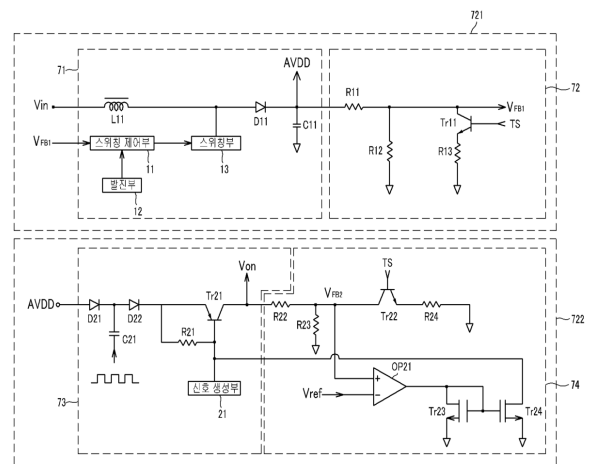 721
71
AVDD
72
Vin
L11
D11
C11
R11
VFB1
Tr11
TS
R12
R13
VFB1
스위칭 제어부
11
스위칭부
13
발진부
12
Von
TS
AVDD
D21
D22
C21
Tr21
R21
R22
VFB2
R23
Tr22
R24
722
신호 생성부
21
OP21
+
Vref
-
Tr23
Tr24
73
74